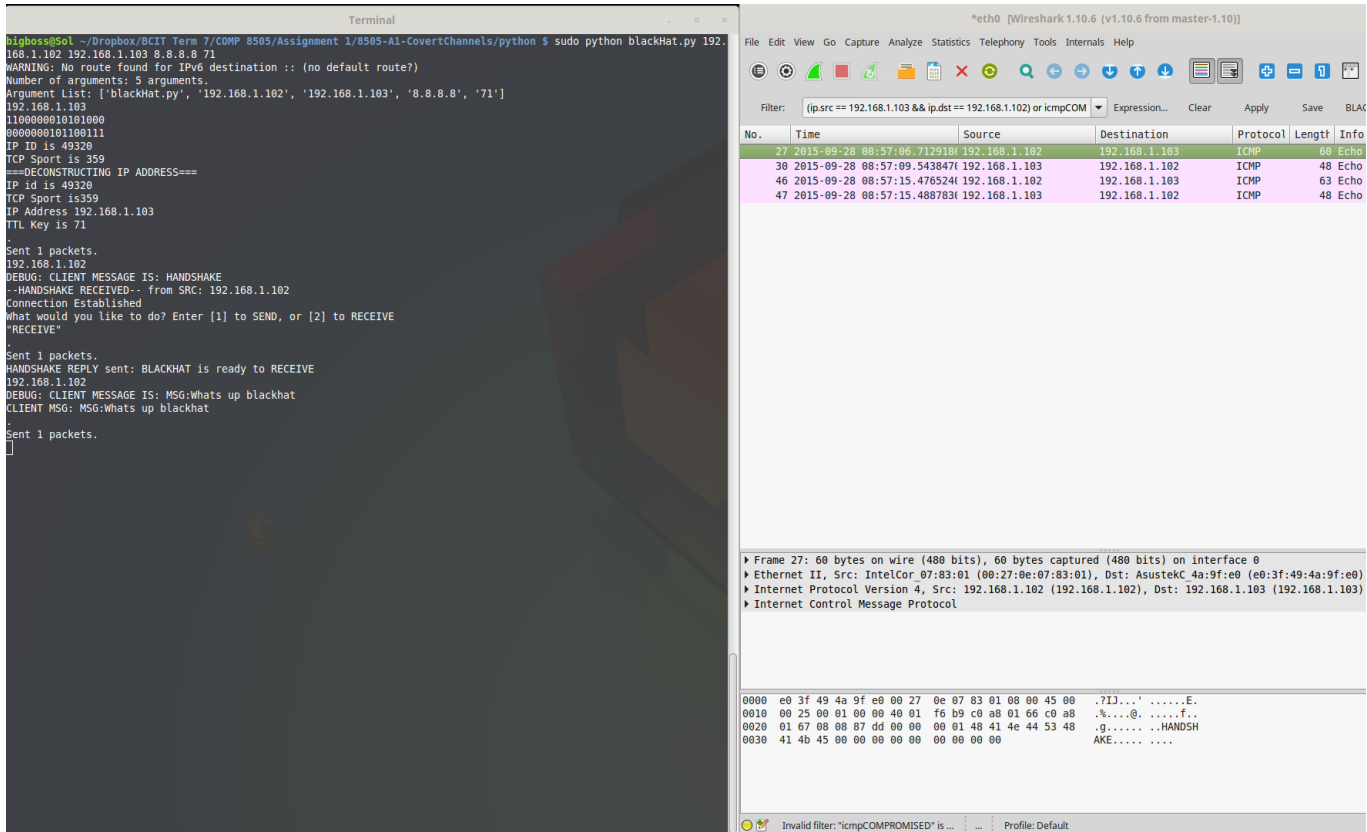 Terminal
bigboss@Sol ~/Dropbox/BCIT Term 7/COMP 8505/Assignment 1/8505-A1-CovertChannels/python $ sudo python blackHat.py 192.
168.1.102 192.168.1.103 8.8.8.8 71
WARNING: No route found for IPv6 destination :: (no default route?)
Number of arguments: 5 arguments.
Argument List: ['blackHat.py', '192.168.1.102', '192.168.1.103', '8.8.8.8', '71']
192.168.1.103
1100000010101000
0000000101100111
IP ID is 49320
TCP Sport is 359
===DECONSTRUCTING IP ADDRESS===
IP id is 49320
TCP Sport is359
IP Address 192.168.1.103
TTL Key is 71
.
Sent 1 packets.
192.168.1.102
DEBUG: CLIENT MESSAGE IS: HANDSHAKE
--HANDSHAKE RECEIVED-- from SRC: 192.168.1.102
Connection Established
What would you like to do? Enter [1] to SEND, or [2] to RECEIVE
"RECEIVE"
.
Sent 1 packets.
HANDSHAKE REPLY sent: BLACKHAT is ready to RECEIVE
192.168.1.102
DEBUG: CLIENT MESSAGE IS: MSG:Whats up blackhat
CLIENT MSG: MSG:Whats up blackhat
.
Sent 1 packets.
*eth0 [Wireshark 1.10.6 (v1.10.6 from master-1.10)]
File Edit View Go Capture Analyze Statistics Telephony Tools Internals Help
Filter: (ip.src == 192.168.1.103 && ip.dst == 192.168.1.102) or icmpCOM Expression... Clear Apply Save BLAC
No. Time Source Destination Protocol Length Info
27 2015-09-28 08:57:06.7129180 192.168.1.102 192.168.1.103 ICMP 60 Echo
30 2015-09-28 08:57:09.5438470 192.168.1.103 192.168.1.102 ICMP 48 Echo
46 2015-09-28 08:57:15.4765240 192.168.1.102 192.168.1.103 ICMP 63 Echo
47 2015-09-28 08:57:15.4887830 192.168.1.103 192.168.1.102 ICMP 48 Echo
Frame 27: 60 bytes on wire (480 bits), 60 bytes captured (480 bits) on interface 0
Ethernet II, Src: IntelCor_07:83:01 (00:27:0e:07:83:01), Dst: AsustekC_4a:9f:e0 (e0:3f:49:4a:9f:e0)
Internet Protocol Version 4, Src: 192.168.1.102 (192.168.1.102), Dst: 192.168.1.103 (192.168.1.103)
Internet Control Message Protocol
0000 e0 3f 49 4a 9f e0 00 27 0e 07 83 01 08 00 45 00 .?IJ...' ......E.
0010 00 25 00 01 00 00 40 01 f6 b9 c0 a8 01 66 c0 a8 .%....@. .....f..
0020 01 67 08 08 87 dd 00 00 00 01 48 41 4e 44 53 48 .g...... ..HANDSH
0030 41 4b 45 00 00 00 00 00 00 00 00 00 AKE..... ....
Invalid filter: "icmpCOMPROMISED" is ... ... Profile: Default